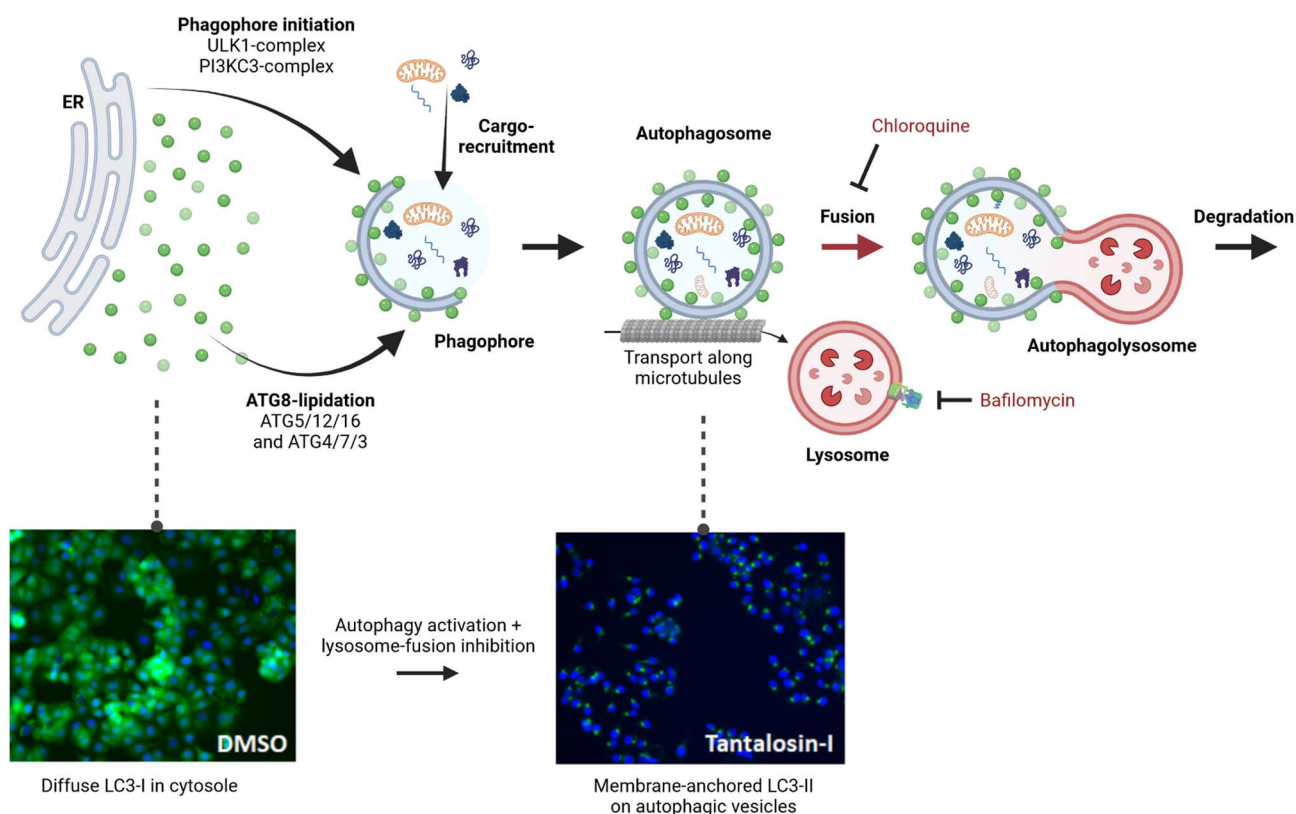 Phagophore initiation
ULK1-complex
PI3KC3-complex
ER
Cargo-
recruitment
Phagophore
ATG8-lipidation
ATG5/12/16
and ATG4/7/3
Autophagosome
Transport along
microtubules
Chloroquine
Fusion
Lysosome
Bafilomycin
Autophagolysosome
Degradation
DMSO
Diffuse LC3-I in cytosole
Autophagy activation +
lysosome-fusion inhibition
Tantalosin-I
Membrane-anchored LC3-II
on autophagic vesicles